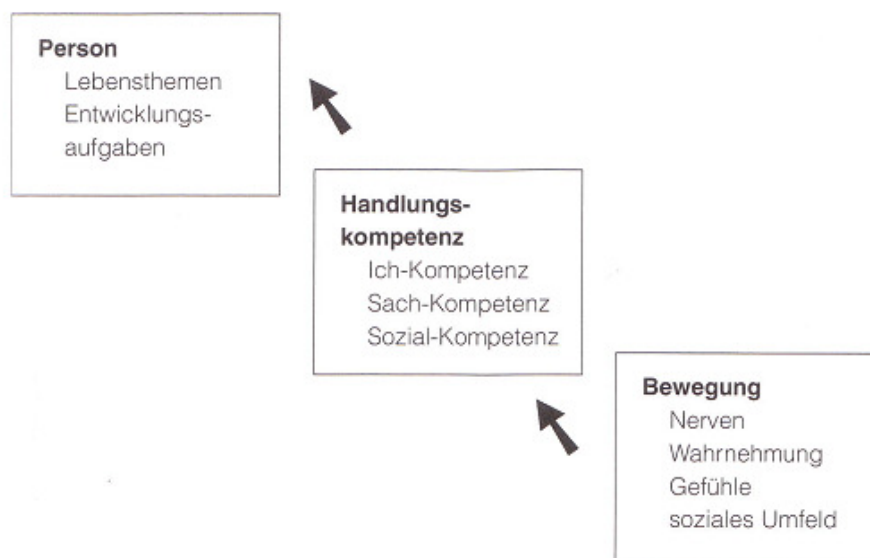 Person
Lebensthemen
Entwicklungs-
aufgaben
Handlungs-
kompetenz
Ich-Kompetenz
Sach-Kompetenz
Sozial-Kompetenz
Bewegung
Nerven
Wahrnehmung
Gefühle
soziales Umfeld